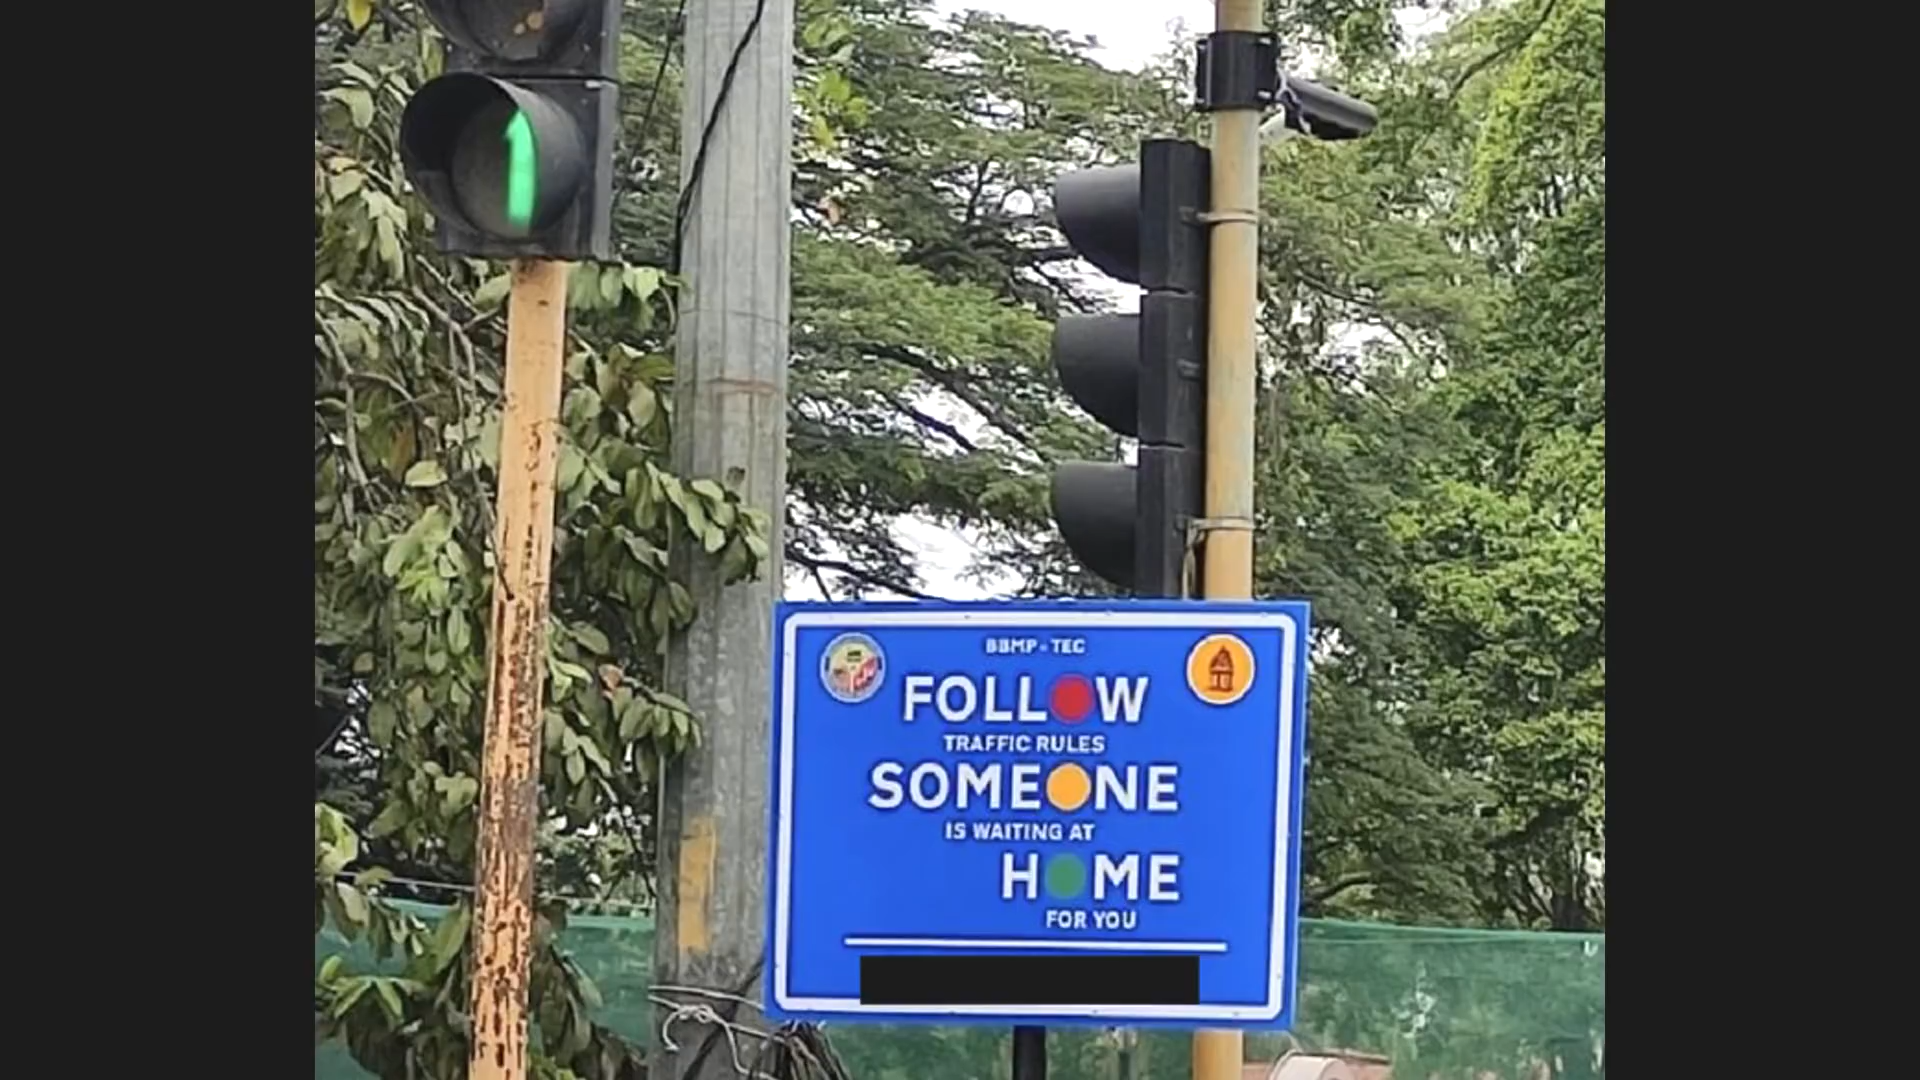 BBMP - TEC
FOLLOW
TRAFFIC RULES
SOMEONE
IS WAITING AT
HOME
FOR YOU